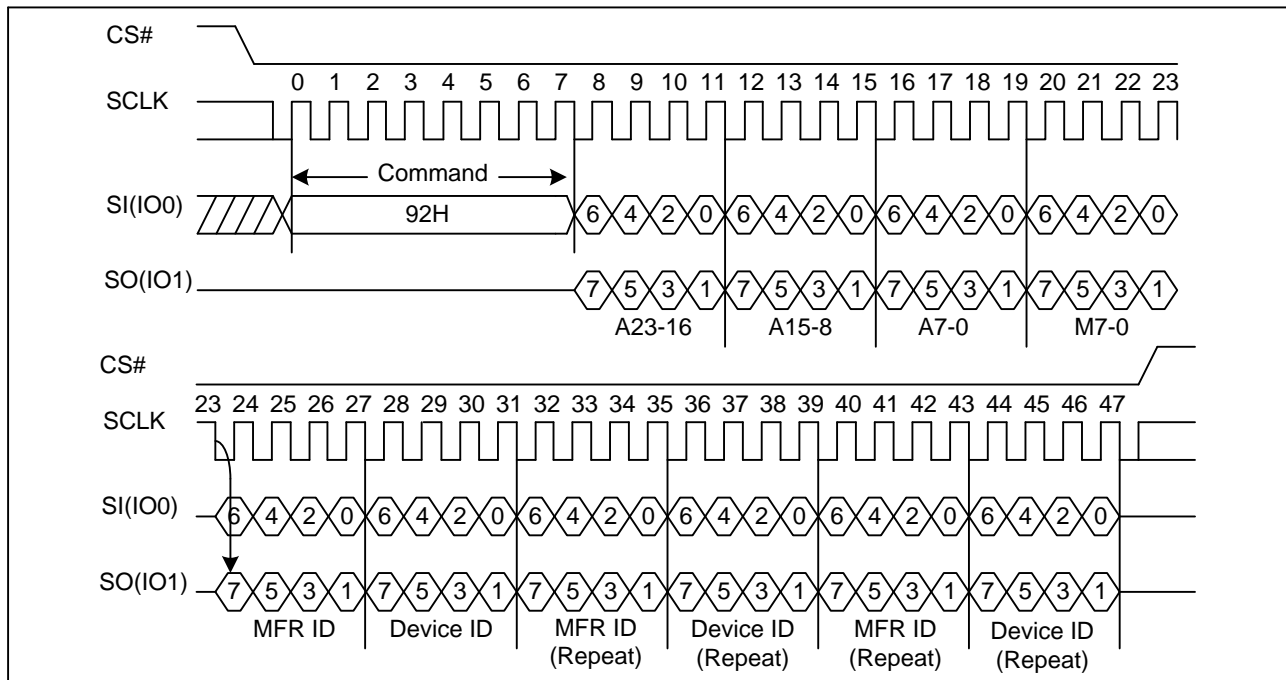 CS#
0 1 2 3 4 5 6 7 8 9 10 11 12 13 14 15 16 17 18 19 20 21 22 23
SCLK
Command
SI(IO0) 92H 6 4 2 0 6 4 2 0 6 4 2 0 6 4 2 0
SO(IO1) 7 5 3 1 7 5 3 1 7 5 3 1 7 5 3 1
A23-16 A15-8 A7-0 M7-0
CS#
23 24 25 26 27 28 29 30 31 32 33 34 35 36 37 38 39 40 41 42 43 44 45 46 47
SCLK
SI(IO0) 6 4 2 0 6 4 2 0 6 4 2 0 6 4 2 0 6 4 2 0 6 4 2 0
SO(IO1) 7 5 3 1 7 5 3 1 7 5 3 1 7 5 3 1 7 5 3 1 7 5 3 1
MFR ID Device ID MFR ID Device ID MFR ID Device ID
(Repeat) (Repeat) (Repeat) (Repeat)